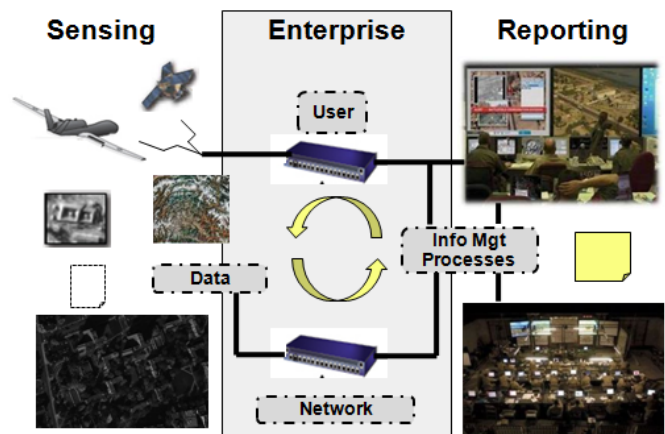 Sensing
Enterprise
Reporting
User
Info Mgt
Processes
Data
Network